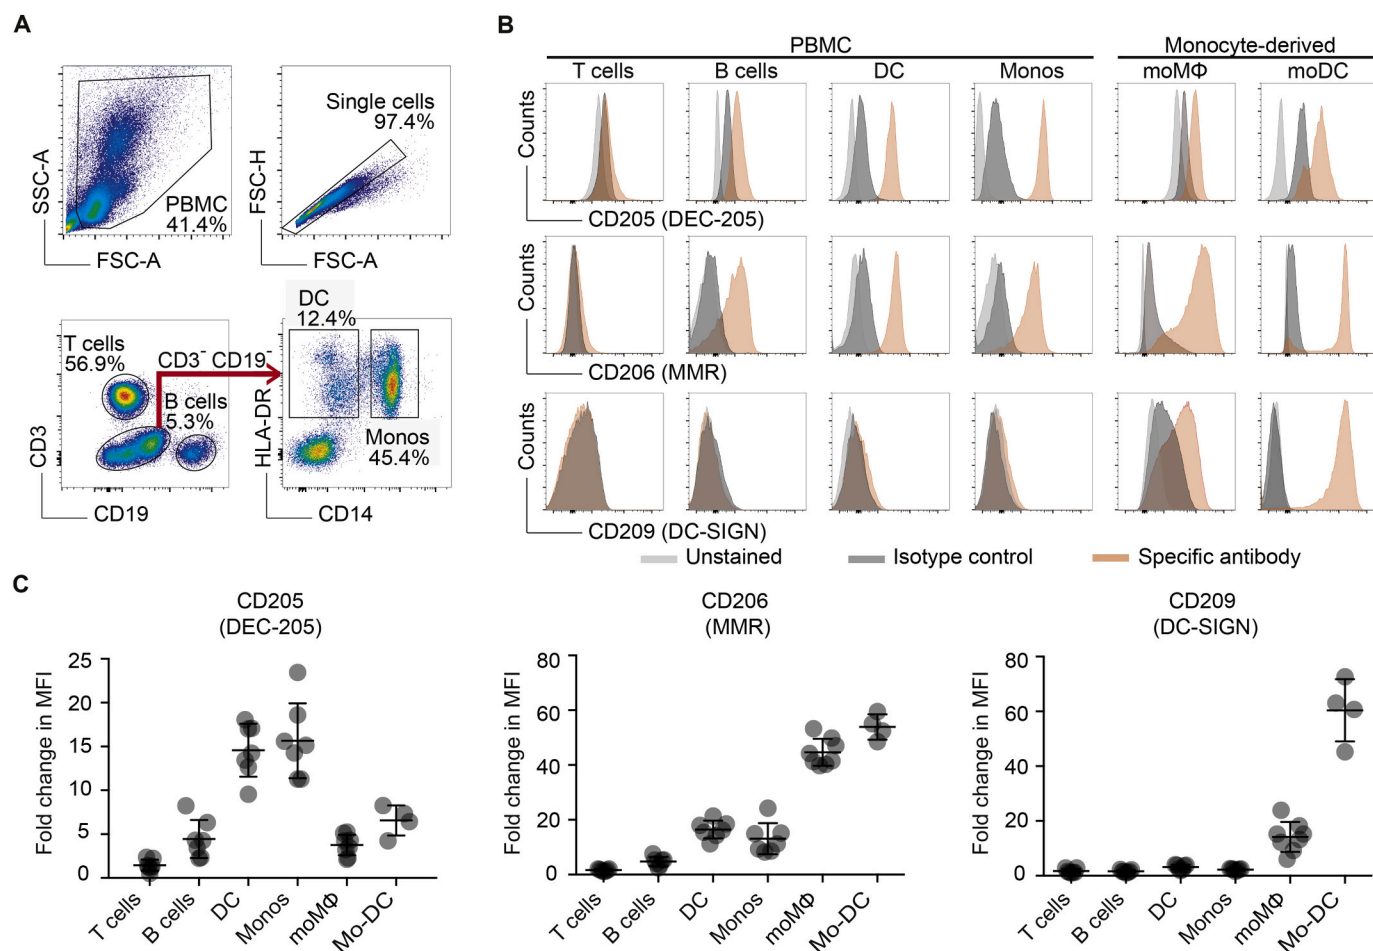 A
SSC-A
PBMC
41.4%
FSC-A
FSC-H
Single cells
97.4%
FSC-A
T cells
56.9%
CD3⁻ CD19⁻
B cells
5.3%
CD3
CD19
DC
12.4%
HLA-DR
Monos
45.4%
CD14
B
PBMC
Monocyte-derived
T cells B cells DC Monos moMΦ moDC
Counts
CD205 (DEC-205)
Counts
CD206 (MMR)
Counts
CD209 (DC-SIGN)
Unstained Isotype control Specific antibody
C
CD205
(DEC-205)
Fold change in MFI
25
20
15
10
5
0
T cells B cells DC Monos moMΦ Mo-DC
CD206
(MMR)
Fold change in MFI
80
60
40
20
0
T cells B cells DC Monos moMΦ Mo-DC
CD209
(DC-SIGN)
Fold change in MFI
80
60
40
20
0
T cells B cells DC Monos moMΦ Mo-DC